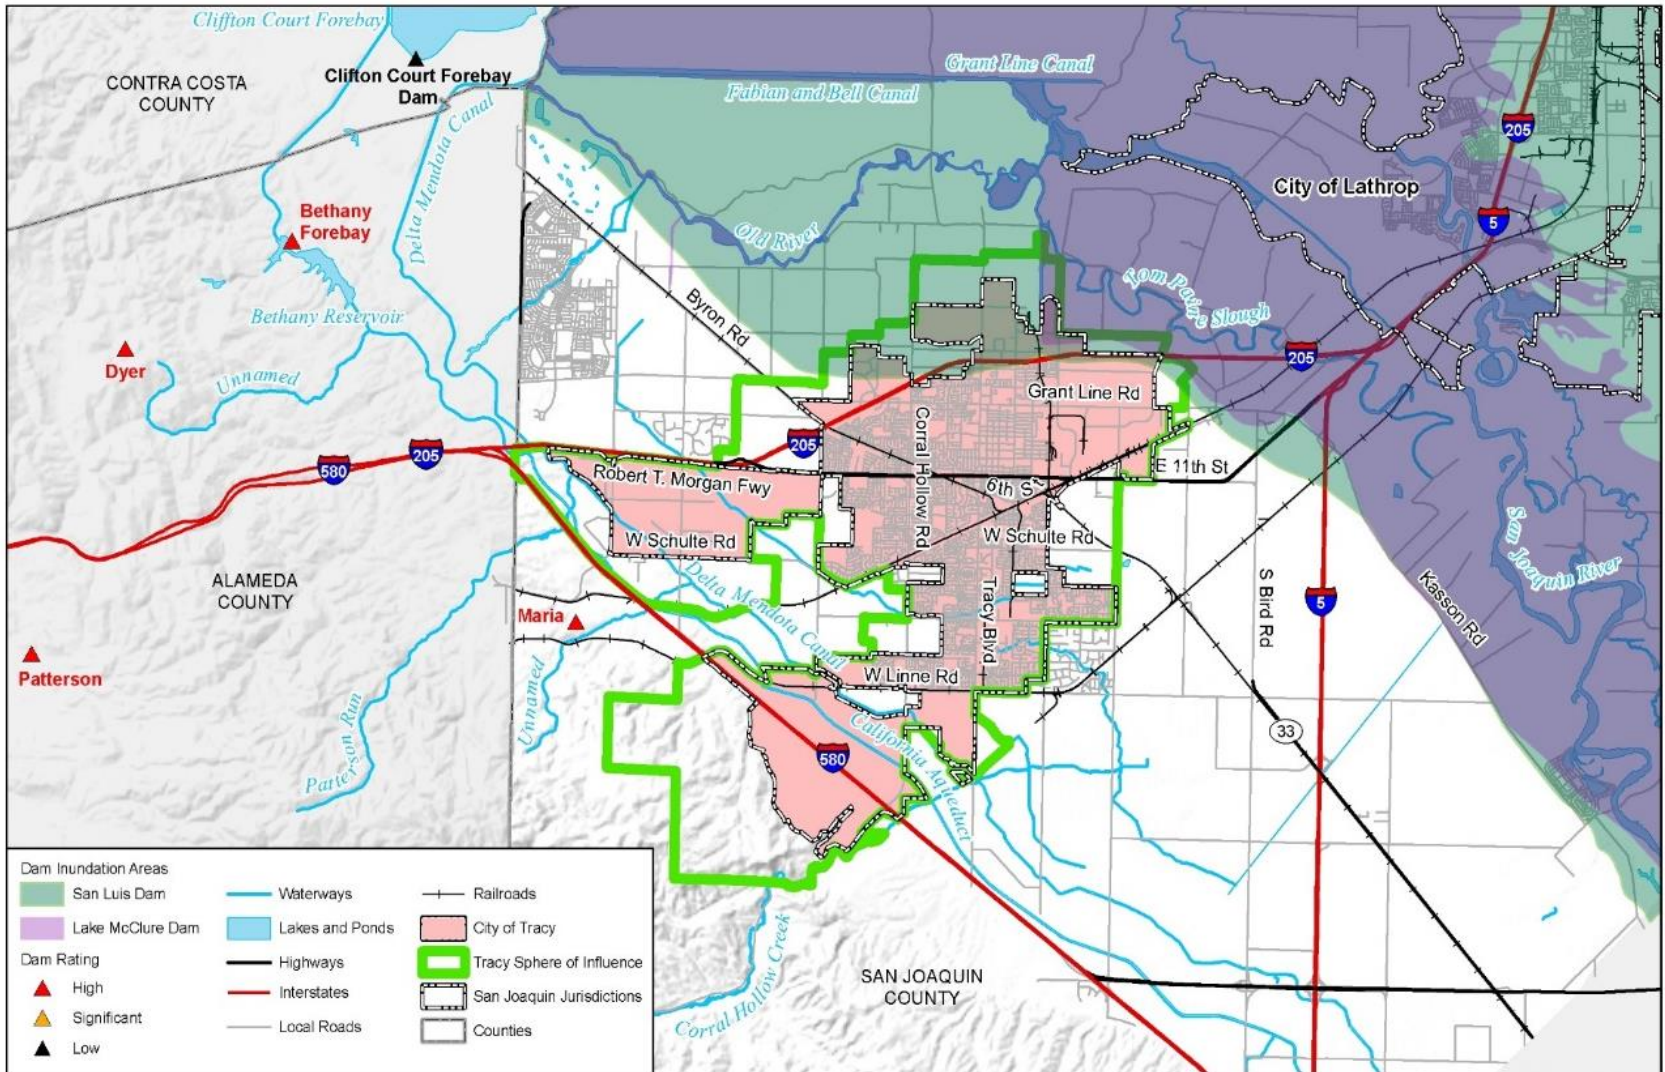 Cliffton Court Forebay
CONTRA COSTA
COUNTY
Clifton Court Forebay
Dam
Delta Mendota Canal
Grant Line Canal
Fabian and Bell Canal
205
City of Lathrop
5
Bethany
Forebay
Old River
Tom Paine Slough
Bethany Reservoir
Byron Rd
205
Dyer
Unnamed
Grant Line Rd
Corral Hollow Rd
205
205
580
Robert T. Morgan Fwy
E 11th St
6th S
W Schulte Rd
W Schulte Rd
San Joaquin River
ALAMEDA
COUNTY
Delta Mendota Canal
Tracy Blvd
S Bird Rd
5
Kasson Rd
Maria
Patterson
Unnamed
W Linne Rd
Patterson Run
California Aqueduct
580
33
Corral Hollow Creek
SAN JOAQUIN
COUNTY
Dam Inundation Areas
San Luis Dam
Lake McClure Dam
Dam Rating
High
Significant
Low
Waterways
Lakes and Ponds
Highways
Interstates
Local Roads
Railroads
City of Tracy
Tracy Sphere of Influence
San Joaquin Jurisdictions
Counties